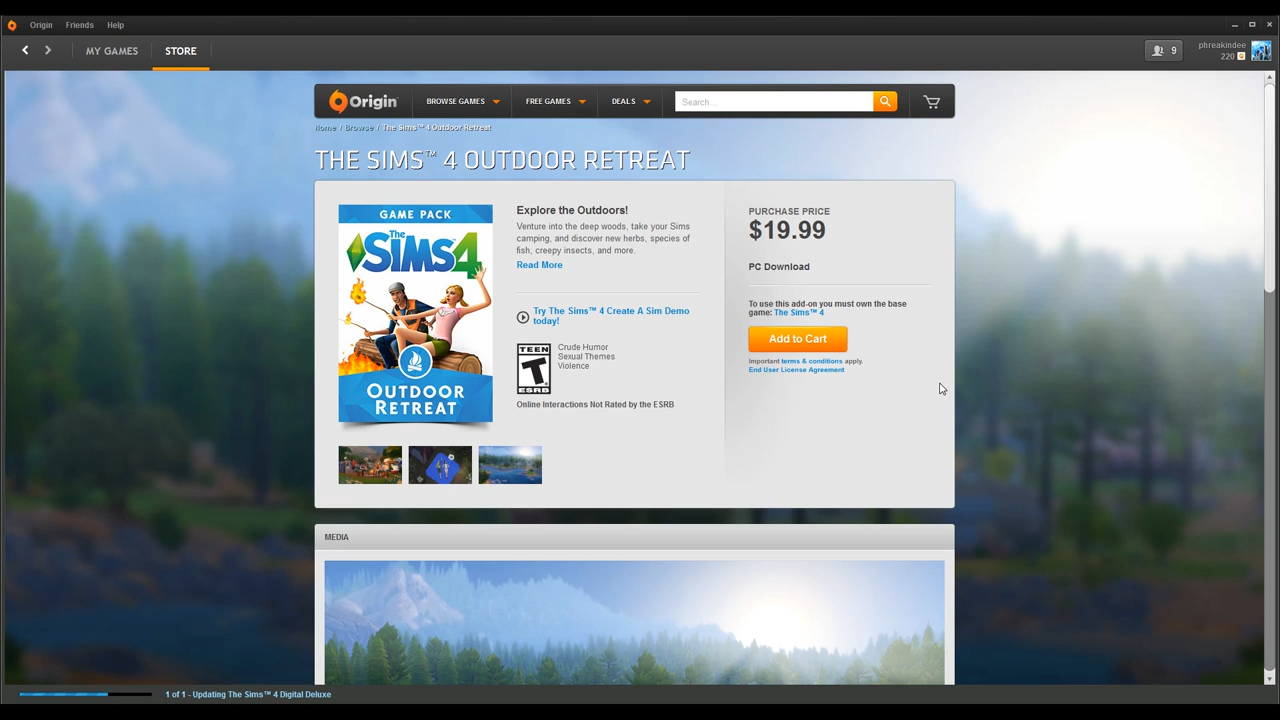 Origin Friends Help
MY GAMES STORE
phreakindee
9 220
Origin BROWSE GAMES FREE GAMES DEALS Search...
Home / Browse / The Sims™ 4 Outdoor Retreat
THE SIMS™ 4 OUTDOOR RETREAT
GAME PACK
The
SIMS 4
OUTDOOR
RETREAT
Explore the Outdoors!
Venture into the deep woods, take your Sims
camping, and discover new herbs, species of
fish, creepy insects, and more.
Read More
Try The Sims™ 4 Create A Sim Demo
today!
TEEN
T
ESRB
Crude Humor
Sexual Themes
Violence
Online Interactions Not Rated by the ESRB
PURCHASE PRICE
$19.99
PC Download
To use this add-on you must own the base
game: The Sims™ 4
Add to Cart
Important terms & conditions apply.
End User License Agreement
MEDIA
1 of 1 - Updating The Sims™ 4 Digital Deluxe